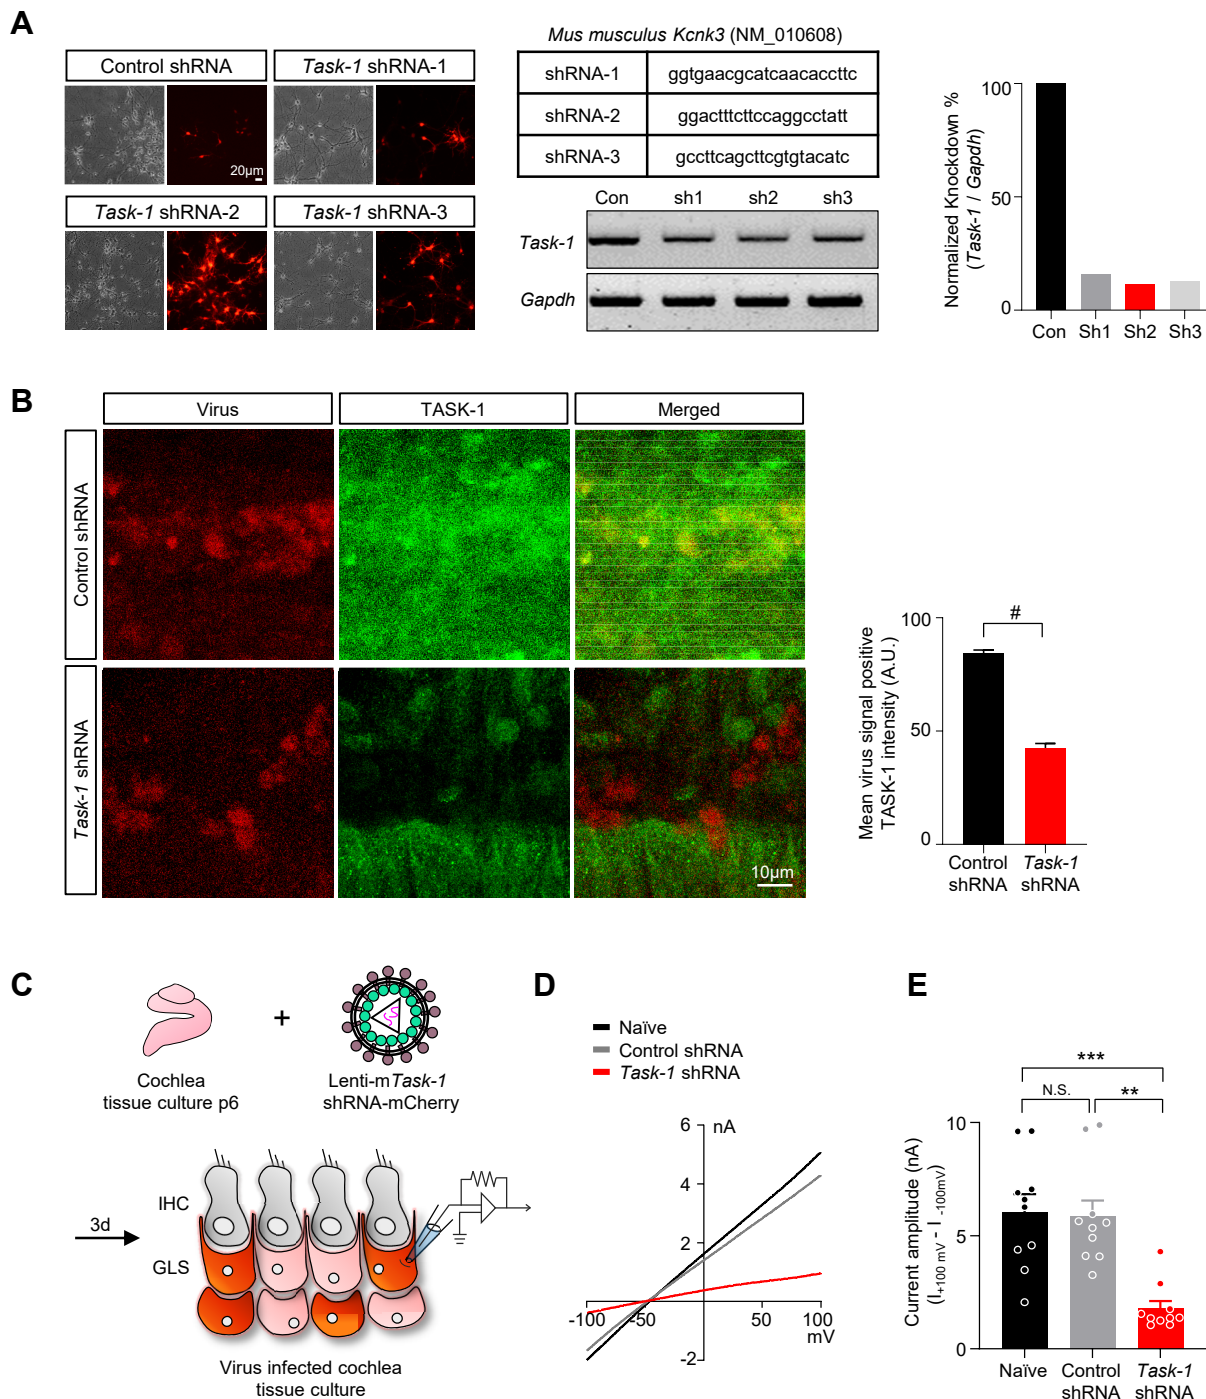 A
Control shRNA
Task-1 shRNA-1
20μm
Task-1 shRNA-2
Task-1 shRNA-3
Mus musculus Kcnk3 (NM_010608)
shRNA-1 ggtgaacgcatcaacaccttc
shRNA-2 ggactttcttccaggcctatt
shRNA-3 gccttcagcttcgtgtacatc
Con sh1 sh2 sh3
Task-1
Gapdh
Normalized Knockdown %
(Task-1 / Gapdh)
100
50
0
Con Sh1 Sh2 Sh3
B
Virus TASK-1 Merged
Control shRNA
Task-1 shRNA
10μm
Mean virus signal positive
TASK-1 intensity (A.U.)
100
50
0
#
Control
shRNA
Task-1
shRNA
C
+
Cochlea
tissue culture p6
Lenti-mTask-1
shRNA-mCherry
3d
IHC
GLS
Virus infected cochlea
tissue culture
D
Naïve
Control shRNA
Task-1 shRNA
nA
6
4
2
-2
-100 -50 50 100
mV
E
Current amplitude (nA)
(I+100 mV - I -100mV)
10
5
0
***
N.S.
**
Naïve
Control
shRNA
Task-1
shRNA